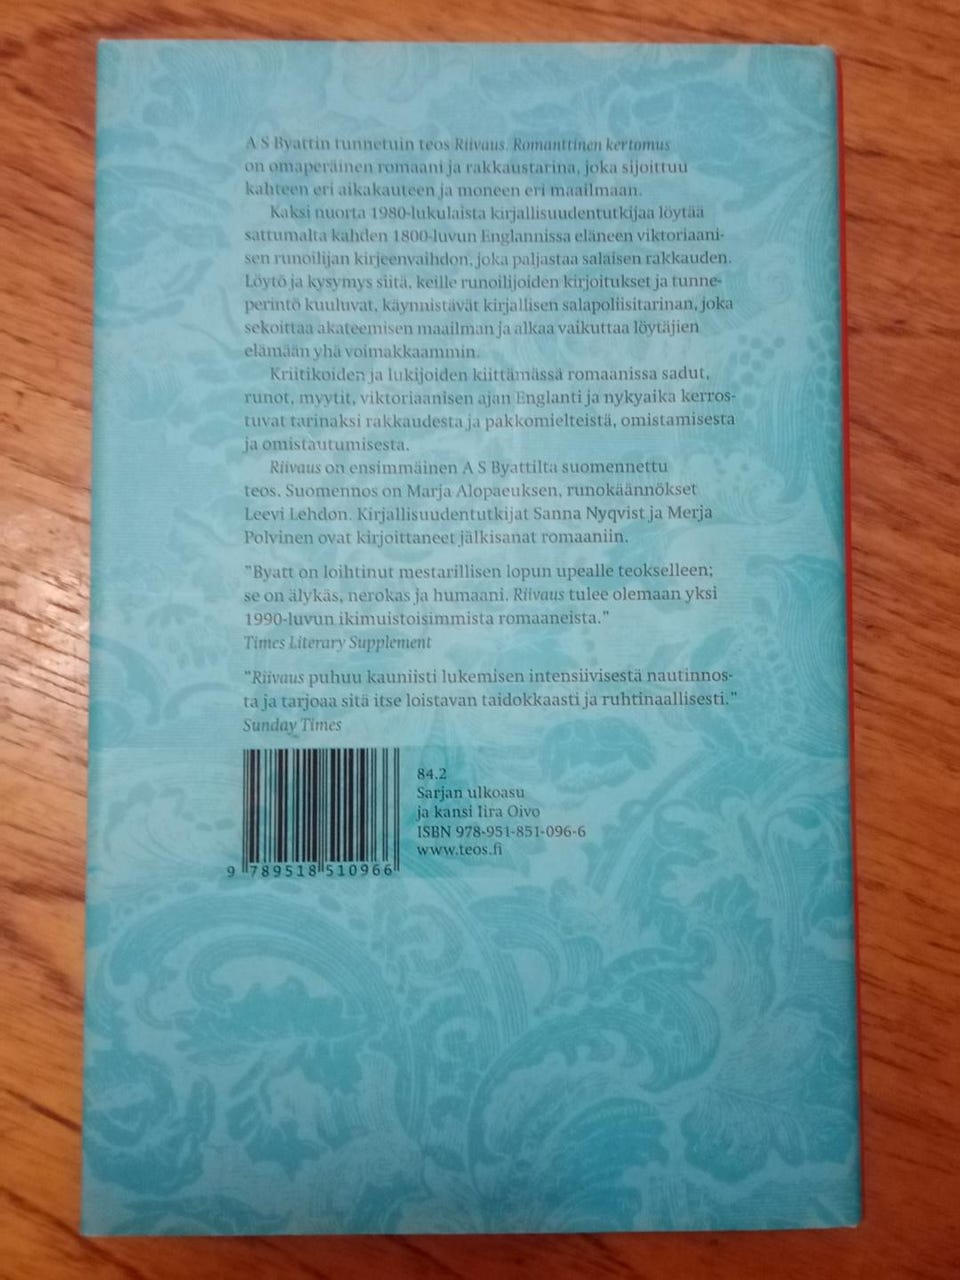 A S Byattin tunnetuin teos Riivaus. Romanttinen kertomus
on omaperäinen romaani ja rakkaustarina, joka sijoittuu
kahteen eri aikakauteen ja moneen eri maailmaan.
Kaksi nuorta 1980-lukulaista kirjallisuudentutkijaa löytää
sattumalta kahden 1800-luvun Englannissa eläneen viktoriaani-
sen runoilijan kirjeenvaihdon, joka paljastaa salaisen rakkauden.
Löytö ja kysymys siitä, keille runoilijoiden kirjoitukset ja tunne-
perintö kuuluvat, käynnistävät kirjallisen salapoliisitarinan, joka
sekoittaa akateemisen maailman ja alkaa vaikuttaa löytäjien
elämään yhä voimakkaammin.
Kriitikoiden ja lukijoiden kiittämässä romaanissa sadut,
runot, myytit, viktoriaanisen ajan Englanti ja nykyaika kerros-
tuvat tarinaksi rakkaudesta ja pakkomielteistä, omistamisesta
ja omistautumisesta.
Riivaus on ensimmäinen A S Byattilta suomennettu
teos. Suomennos on Marja Alopaeuksen, runokäännökset
Leevi Lehdon. Kirjallisuudentutkijat Sanna Nyqvist ja Merja
Polvinen ovat kirjoittaneet jälkisanat romaaniin.
"Byatt on loihtinut mestarillisen lopun upealle teokselleen;
se on älykäs, nerokas ja humaani. Riivaus tulee olemaan yksi
1990-luvun ikimuistoisimmista romaaneista."
Times Literary Supplement
"Riivaus puhuu kauniisti lukemisen intensiivisestä nautinnos-
ta ja tarjoaa sitä itse loistavan taidokkaasti ja ruhtinaallisesti."
Sunday Times
84.2
Sarjan ulkoasu
ja kansi Iira Oivo
ISBN 978-951-851-096-6
www.teos.fi
9 789518 510966